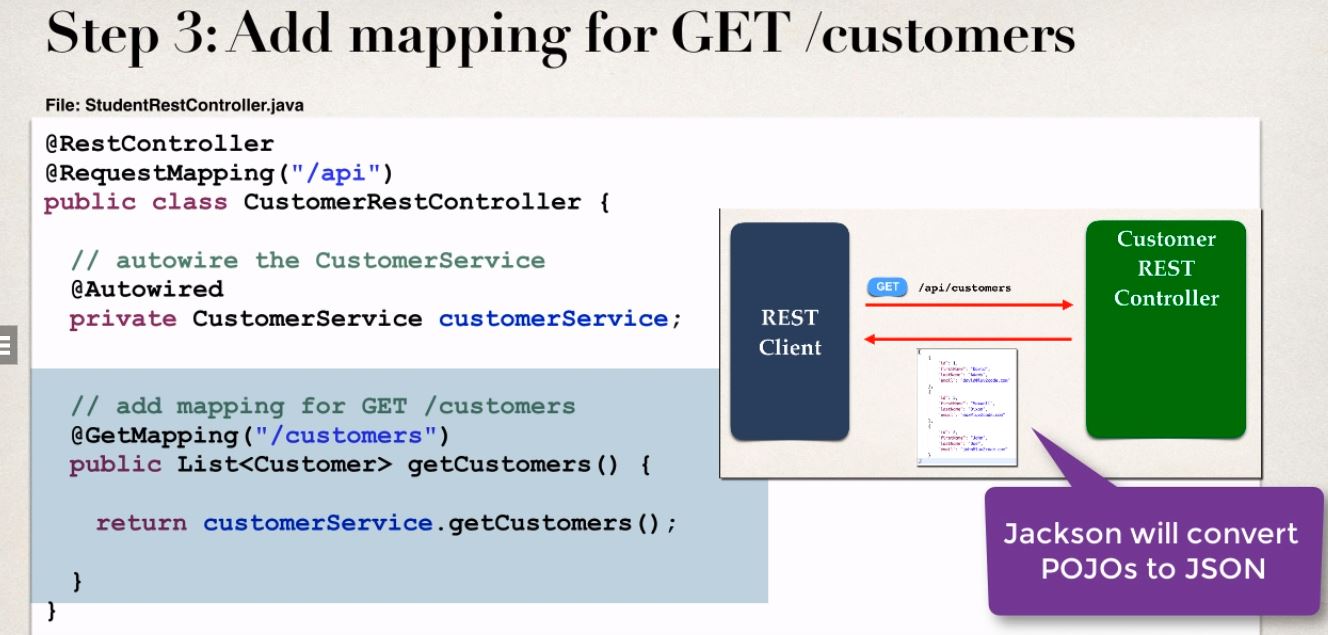 Step 3: Add mapping for GET /customers
File: StudentRestController.java
@RestController
@RequestMapping("/api")
public class CustomerRestController {
// autowire the CustomerService
@Autowired
private CustomerService customerService;
// add mapping for GET /customers
@GetMapping("/customers")
public List<Customer> getCustomers() {
return customerService.getCustomers();
}
}
REST
Client
GET /api/customers
Customer
REST
Controller
Jackson will convert
POJOs to JSON